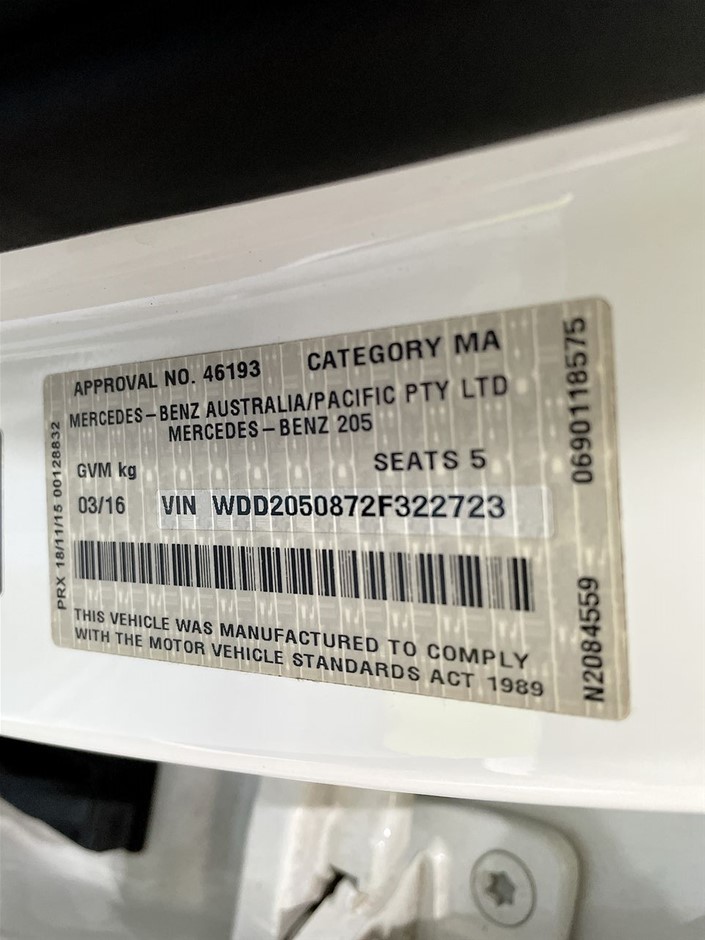 APPROVAL NO. 46193 CATEGORY MA
MERCEDES-BENZ AUSTRALIA/PACIFIC PTY LTD
MERCEDES-BENZ 205
GVM kg SEATS 5
03/16 VIN WDD2050872F322723
THIS VEHICLE WAS MANUFACTURED TO COMPLY
WITH THE MOTOR VEHICLE STANDARDS ACT 1989
PRX 18/11/15 00128832
N2084559 0690118575